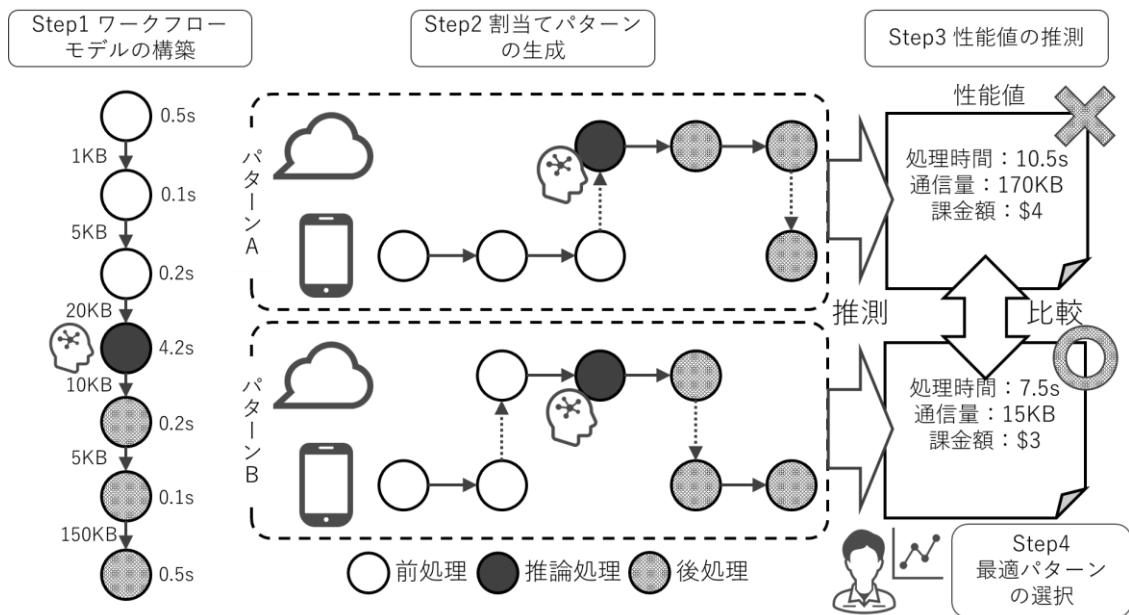 Step1 ワークフロー
モデルの構築
Step2 割当てパターン
の生成
Step3 性能値の推測
0.5s
1KB
0.1s
5KB
0.2s
20KB
4.2s
10KB
0.2s
5KB
0.1s
150KB
0.5s
パターンA
パターンB
前処理
推論処理
後処理
推測
性能値
処理時間：10.5s
通信量：170KB
課金額：$4
比較
処理時間：7.5s
通信量：15KB
課金額：$3
Step4
最適パターン
の選択